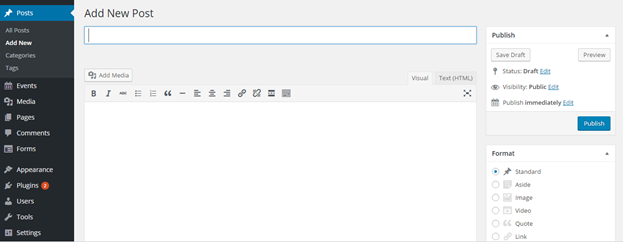 Posts
All Posts
Add New
Categories
Tags
Events
Media
Pages
Comments
Forms
Appearance
Plugins 2
Users
Tools
Settings
Add New Post
Add Media
Visual Text (HTML)
B I ABC
Publish
Save Draft Preview
Status: Draft Edit
Visibility: Public Edit
Publish immediately Edit
Publish
Format
Standard
Aside
Image
Video
Quote
Link